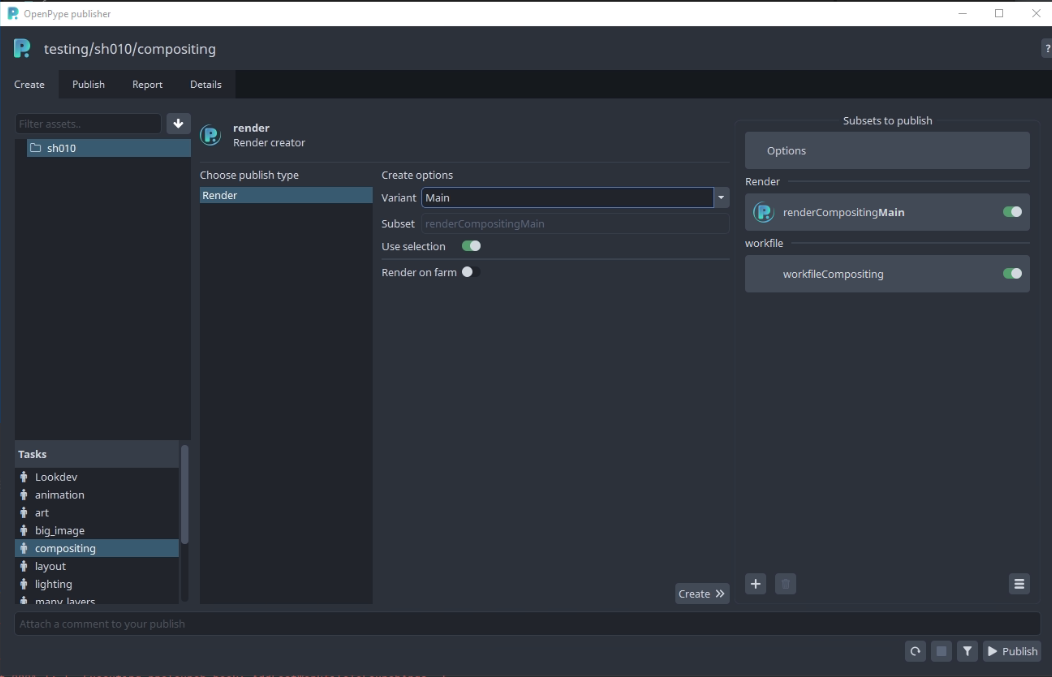 OpenPype publisher
testing/sh010/compositing
?
Create
Publish
Report
Details
Filter assets..
sh010
Tasks
Lookdev
animation
art
big_image
compositing
layout
lighting
many_layers
render
Render creator
Choose publish type
Render
Create options
Variant Main
Subset renderCompositingMain
Use selection
Render on farm
Create
Subsets to publish
Options
Render
renderCompositingMain
workfile
workfileCompositing
Attach a comment to your publish
Publish